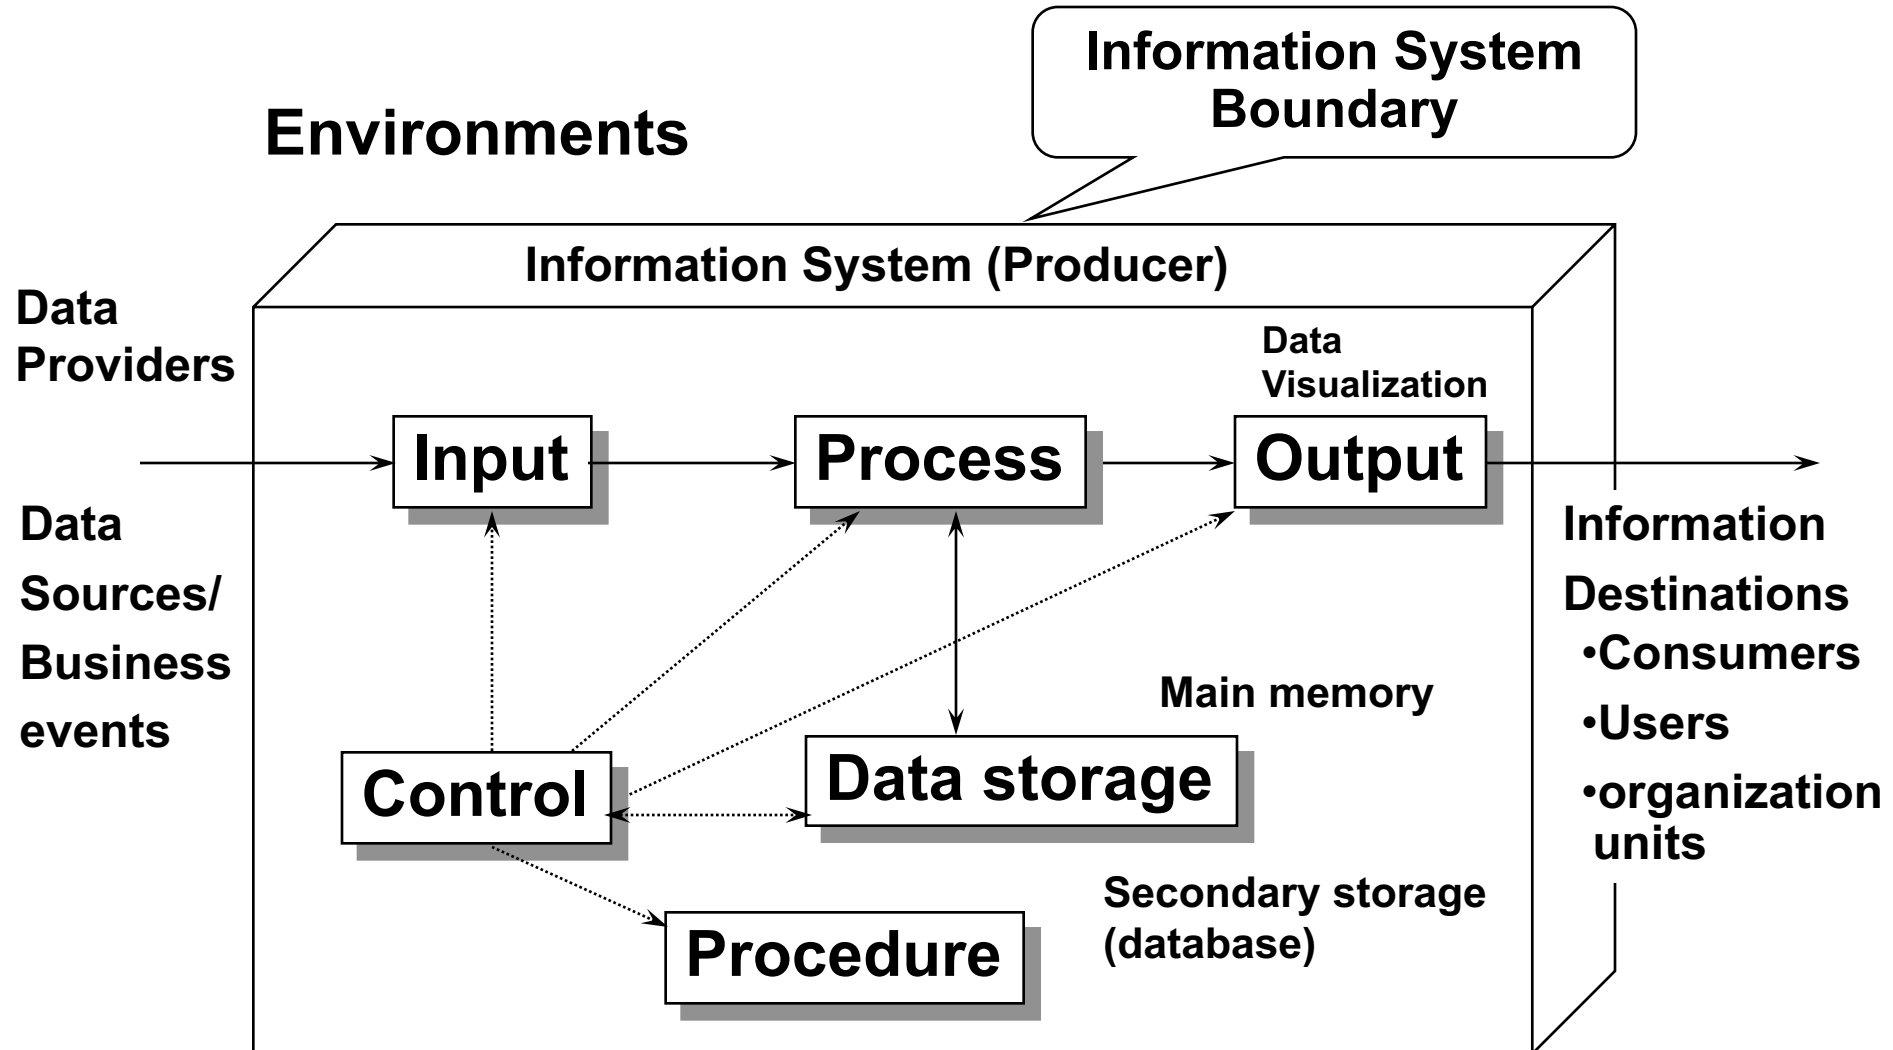 Information System
Boundary
Environments
Information System (Producer)
Data
Providers
Data
Visualization
Input
Process
Output
Data
Sources/
Business
events
Information
Destinations
•Consumers
•Users
•organization
units
Main memory
Control
Data storage
Secondary storage
(database)
Procedure